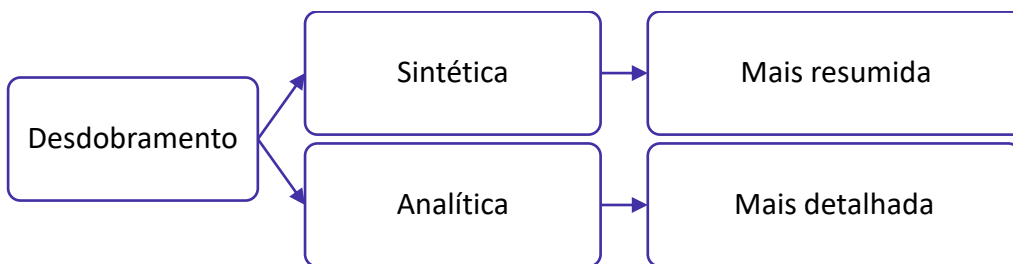 Desdobramento
Sintética
Mais resumida
Analítica
Mais detalhada